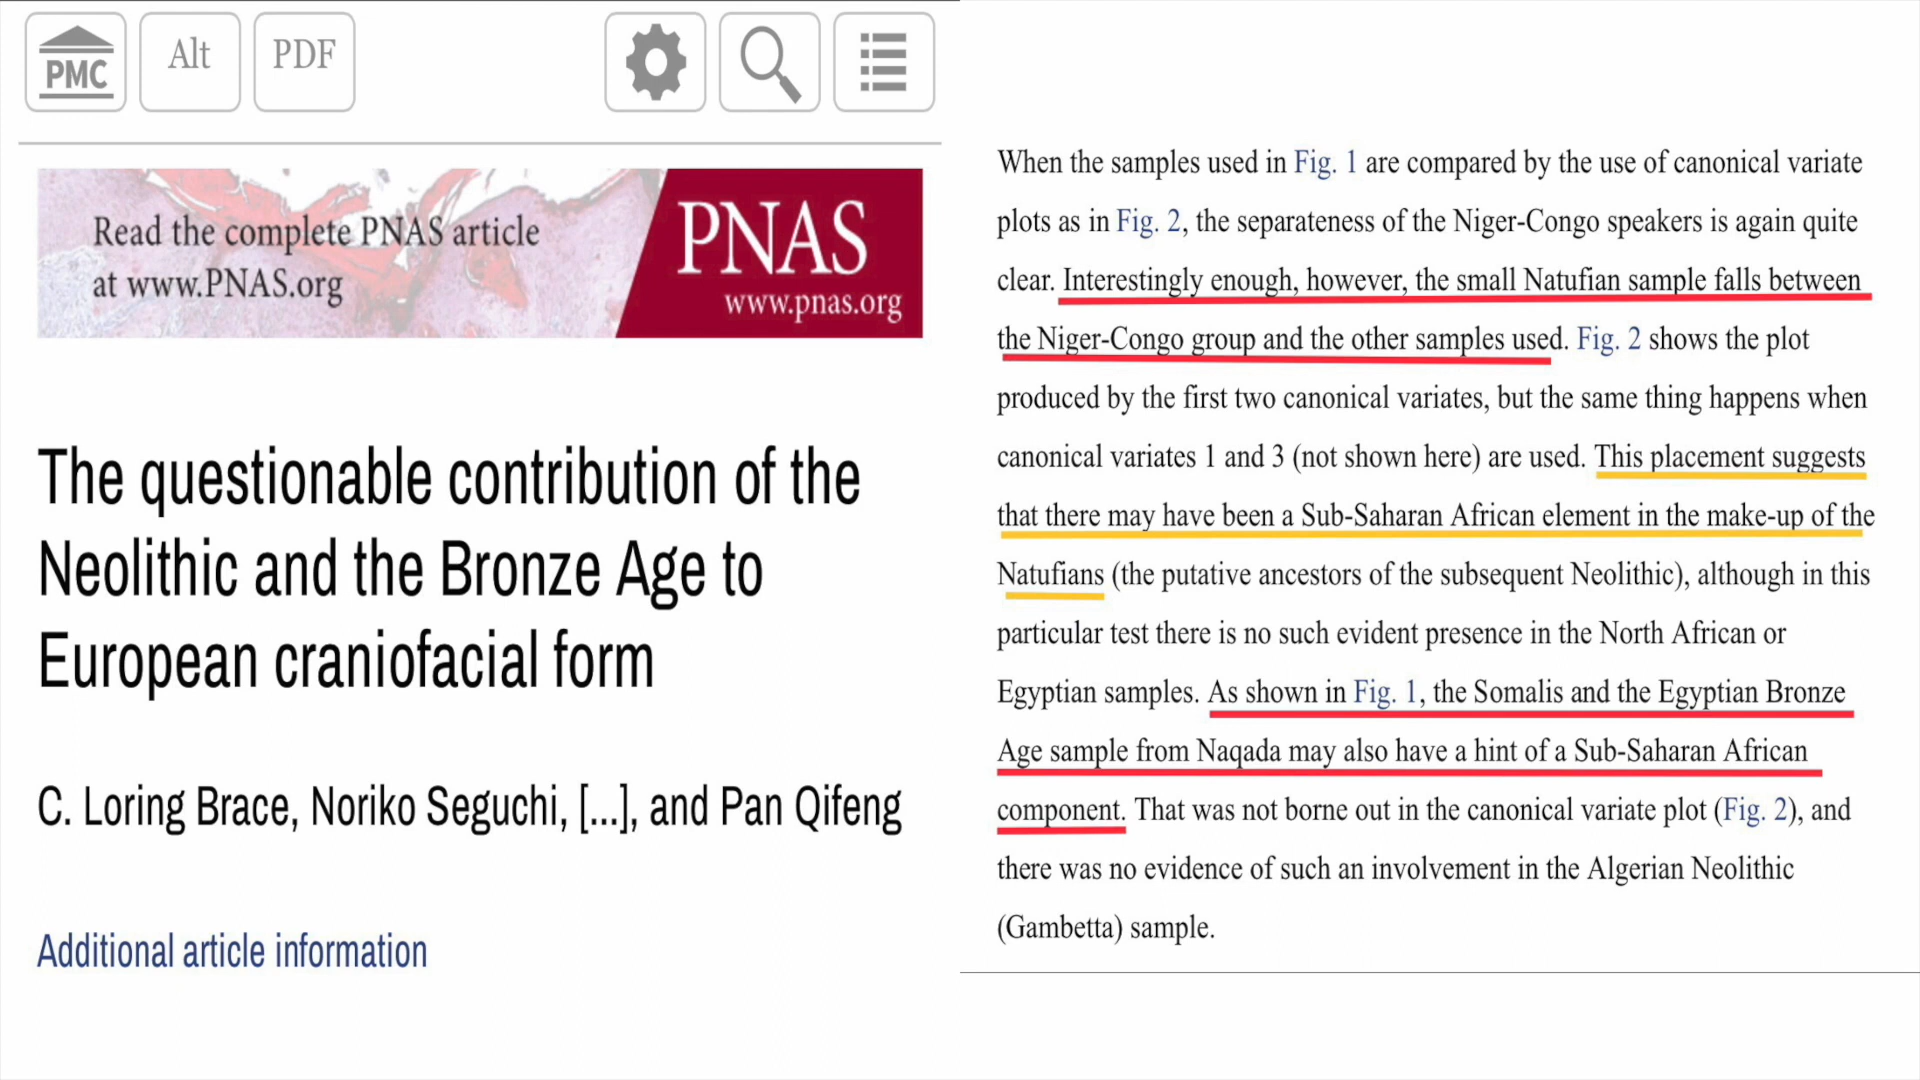 PMC
Alt
PDF
Read the complete PNAS article
at www.PNAS.org
PNAS
www.pnas.org
The questionable contribution of the
Neolithic and the Bronze Age to
European craniofacial form
C. Loring Brace, Noriko Seguchi, [...], and Pan Qifeng
Additional article information
When the samples used in Fig. 1 are compared by the use of canonical variate
plots as in Fig. 2, the separateness of the Niger-Congo speakers is again quite
clear. Interestingly enough, however, the small Natufian sample falls between
the Niger-Congo group and the other samples used. Fig. 2 shows the plot
produced by the first two canonical variates, but the same thing happens when
canonical variates 1 and 3 (not shown here) are used. This placement suggests
that there may have been a Sub-Saharan African element in the make-up of the
Natufians (the putative ancestors of the subsequent Neolithic), although in this
particular test there is no such evident presence in the North African or
Egyptian samples. As shown in Fig. 1, the Somalis and the Egyptian Bronze
Age sample from Naqada may also have a hint of a Sub-Saharan African
component. That was not borne out in the canonical variate plot (Fig. 2), and
there was no evidence of such an involvement in the Algerian Neolithic
(Gambetta) sample.